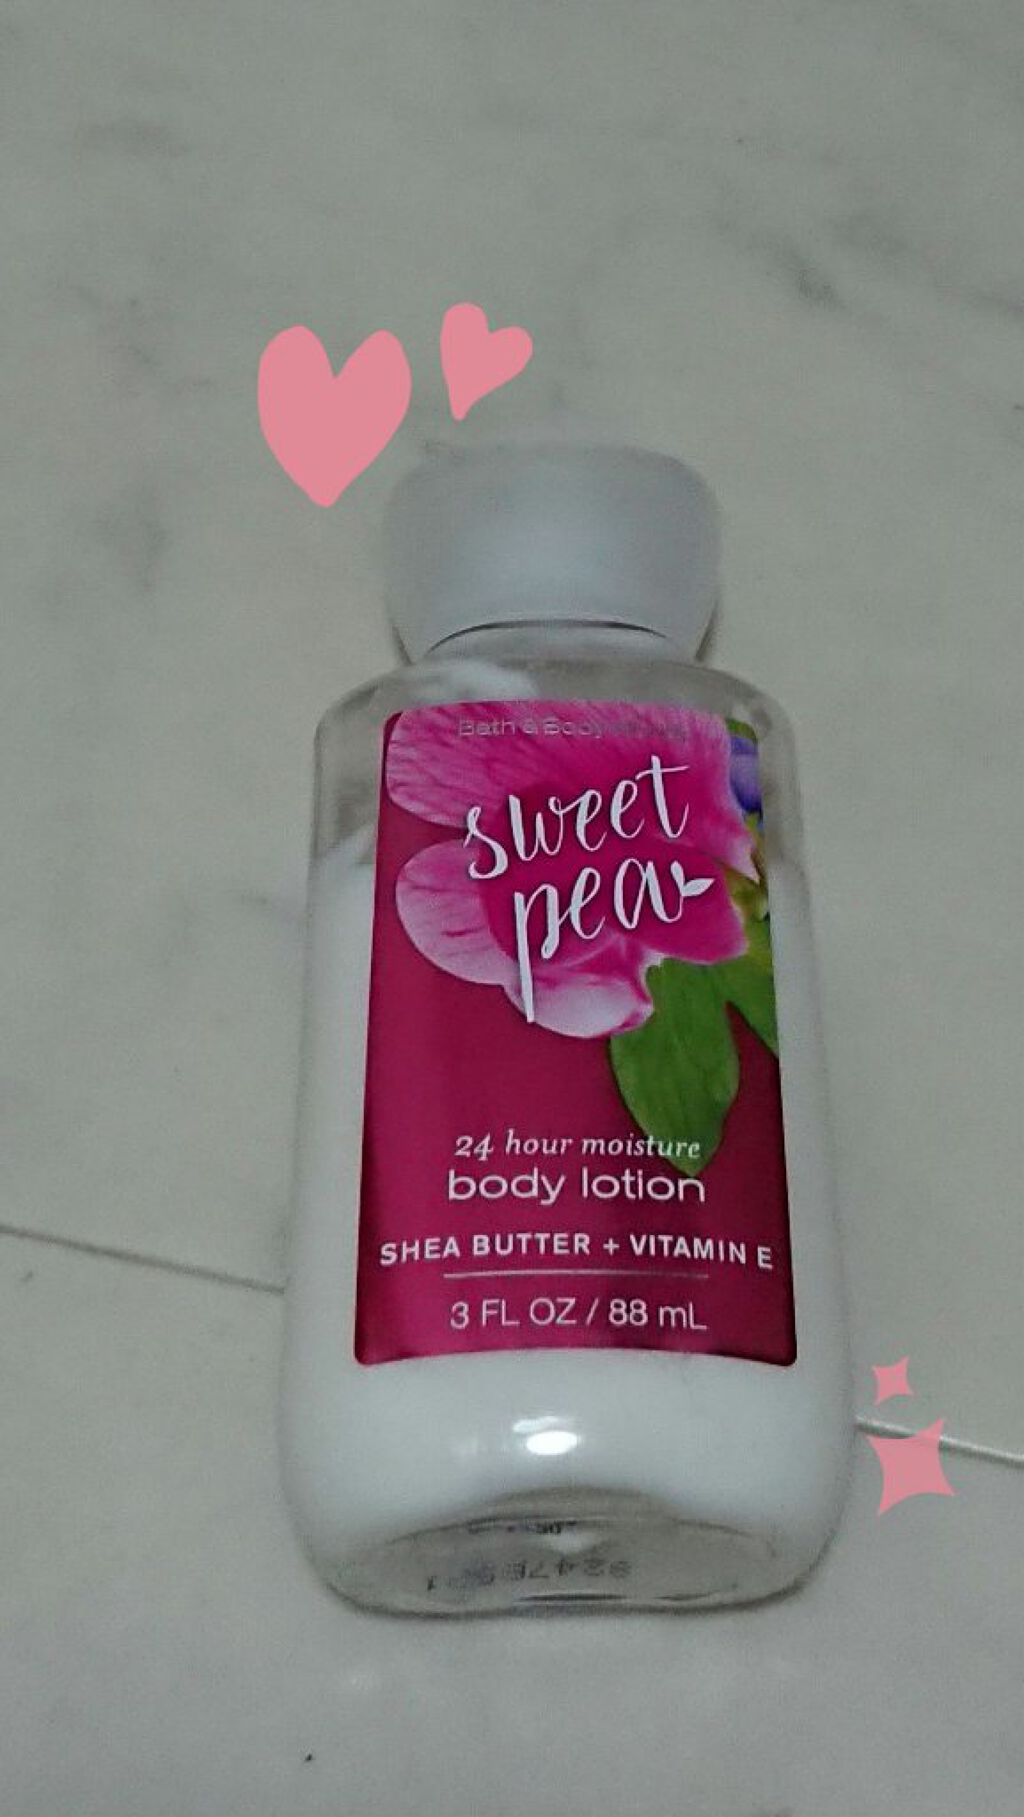 Bath & Body Works
sweet
pea
24 hour moisture
body lotion
SHEA BUTTER + VITAMIN E
3 FL OZ / 88 mL